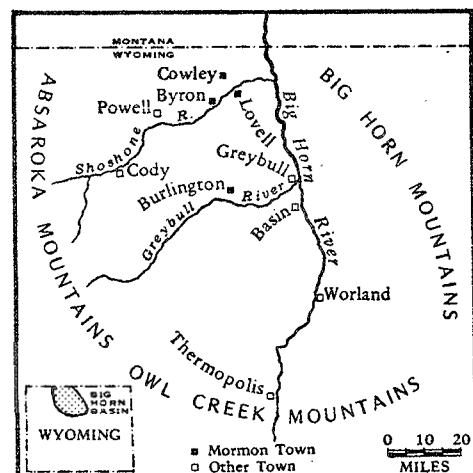 MONTANA
WYOMING
Cowley
Byron
Powell
Lovell
Shoshone R.
Cody
Big Horn River
Greybull
Burlington
Greybull River
Basin
Worland
Thermopolis
ABSAROKA MOUNTAINS
BIG HORN MOUNTAINS
OWL CREEK MOUNTAINS
BIG
HORN
BASIN
WYOMING
Mormon Town
Other Town
0 10 20
MILES